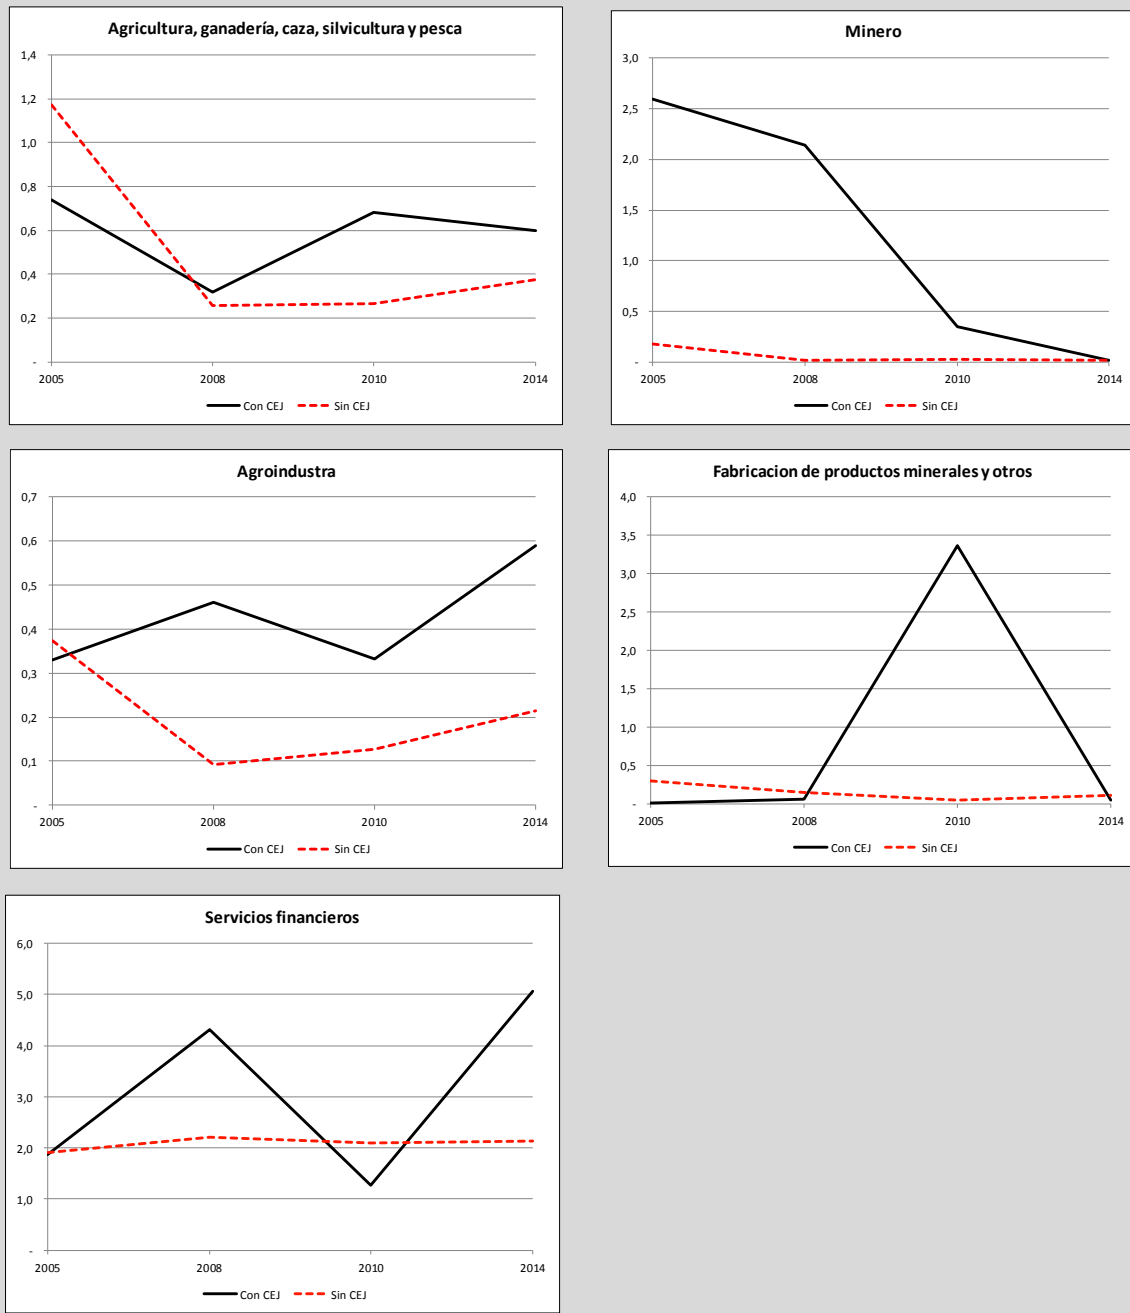 Agricultura, ganadería, caza, silvicultura y pesca
1,4
1,2
1,0
0,8
0,6
0,4
0,2
-
2005 2008 2010 2014
Con CEJ Sin CEJ
Minero
3,0
2,5
2,0
1,5
1,0
0,5
-
2005 2008 2010 2014
Con CEJ Sin CEJ
Agroindustra
0,7
0,6
0,5
0,4
0,3
0,2
0,1
-
2005 2008 2010 2014
Con CEJ Sin CEJ
Fabricacion de productos minerales y otros
4,0
3,5
3,0
2,5
2,0
1,5
1,0
0,5
-
2005 2008 2010 2014
Con CEJ Sin CEJ
Servicios financieros
6,0
5,0
4,0
3,0
2,0
1,0
-
2005 2008 2010 2014
Con CEJ Sin CEJ